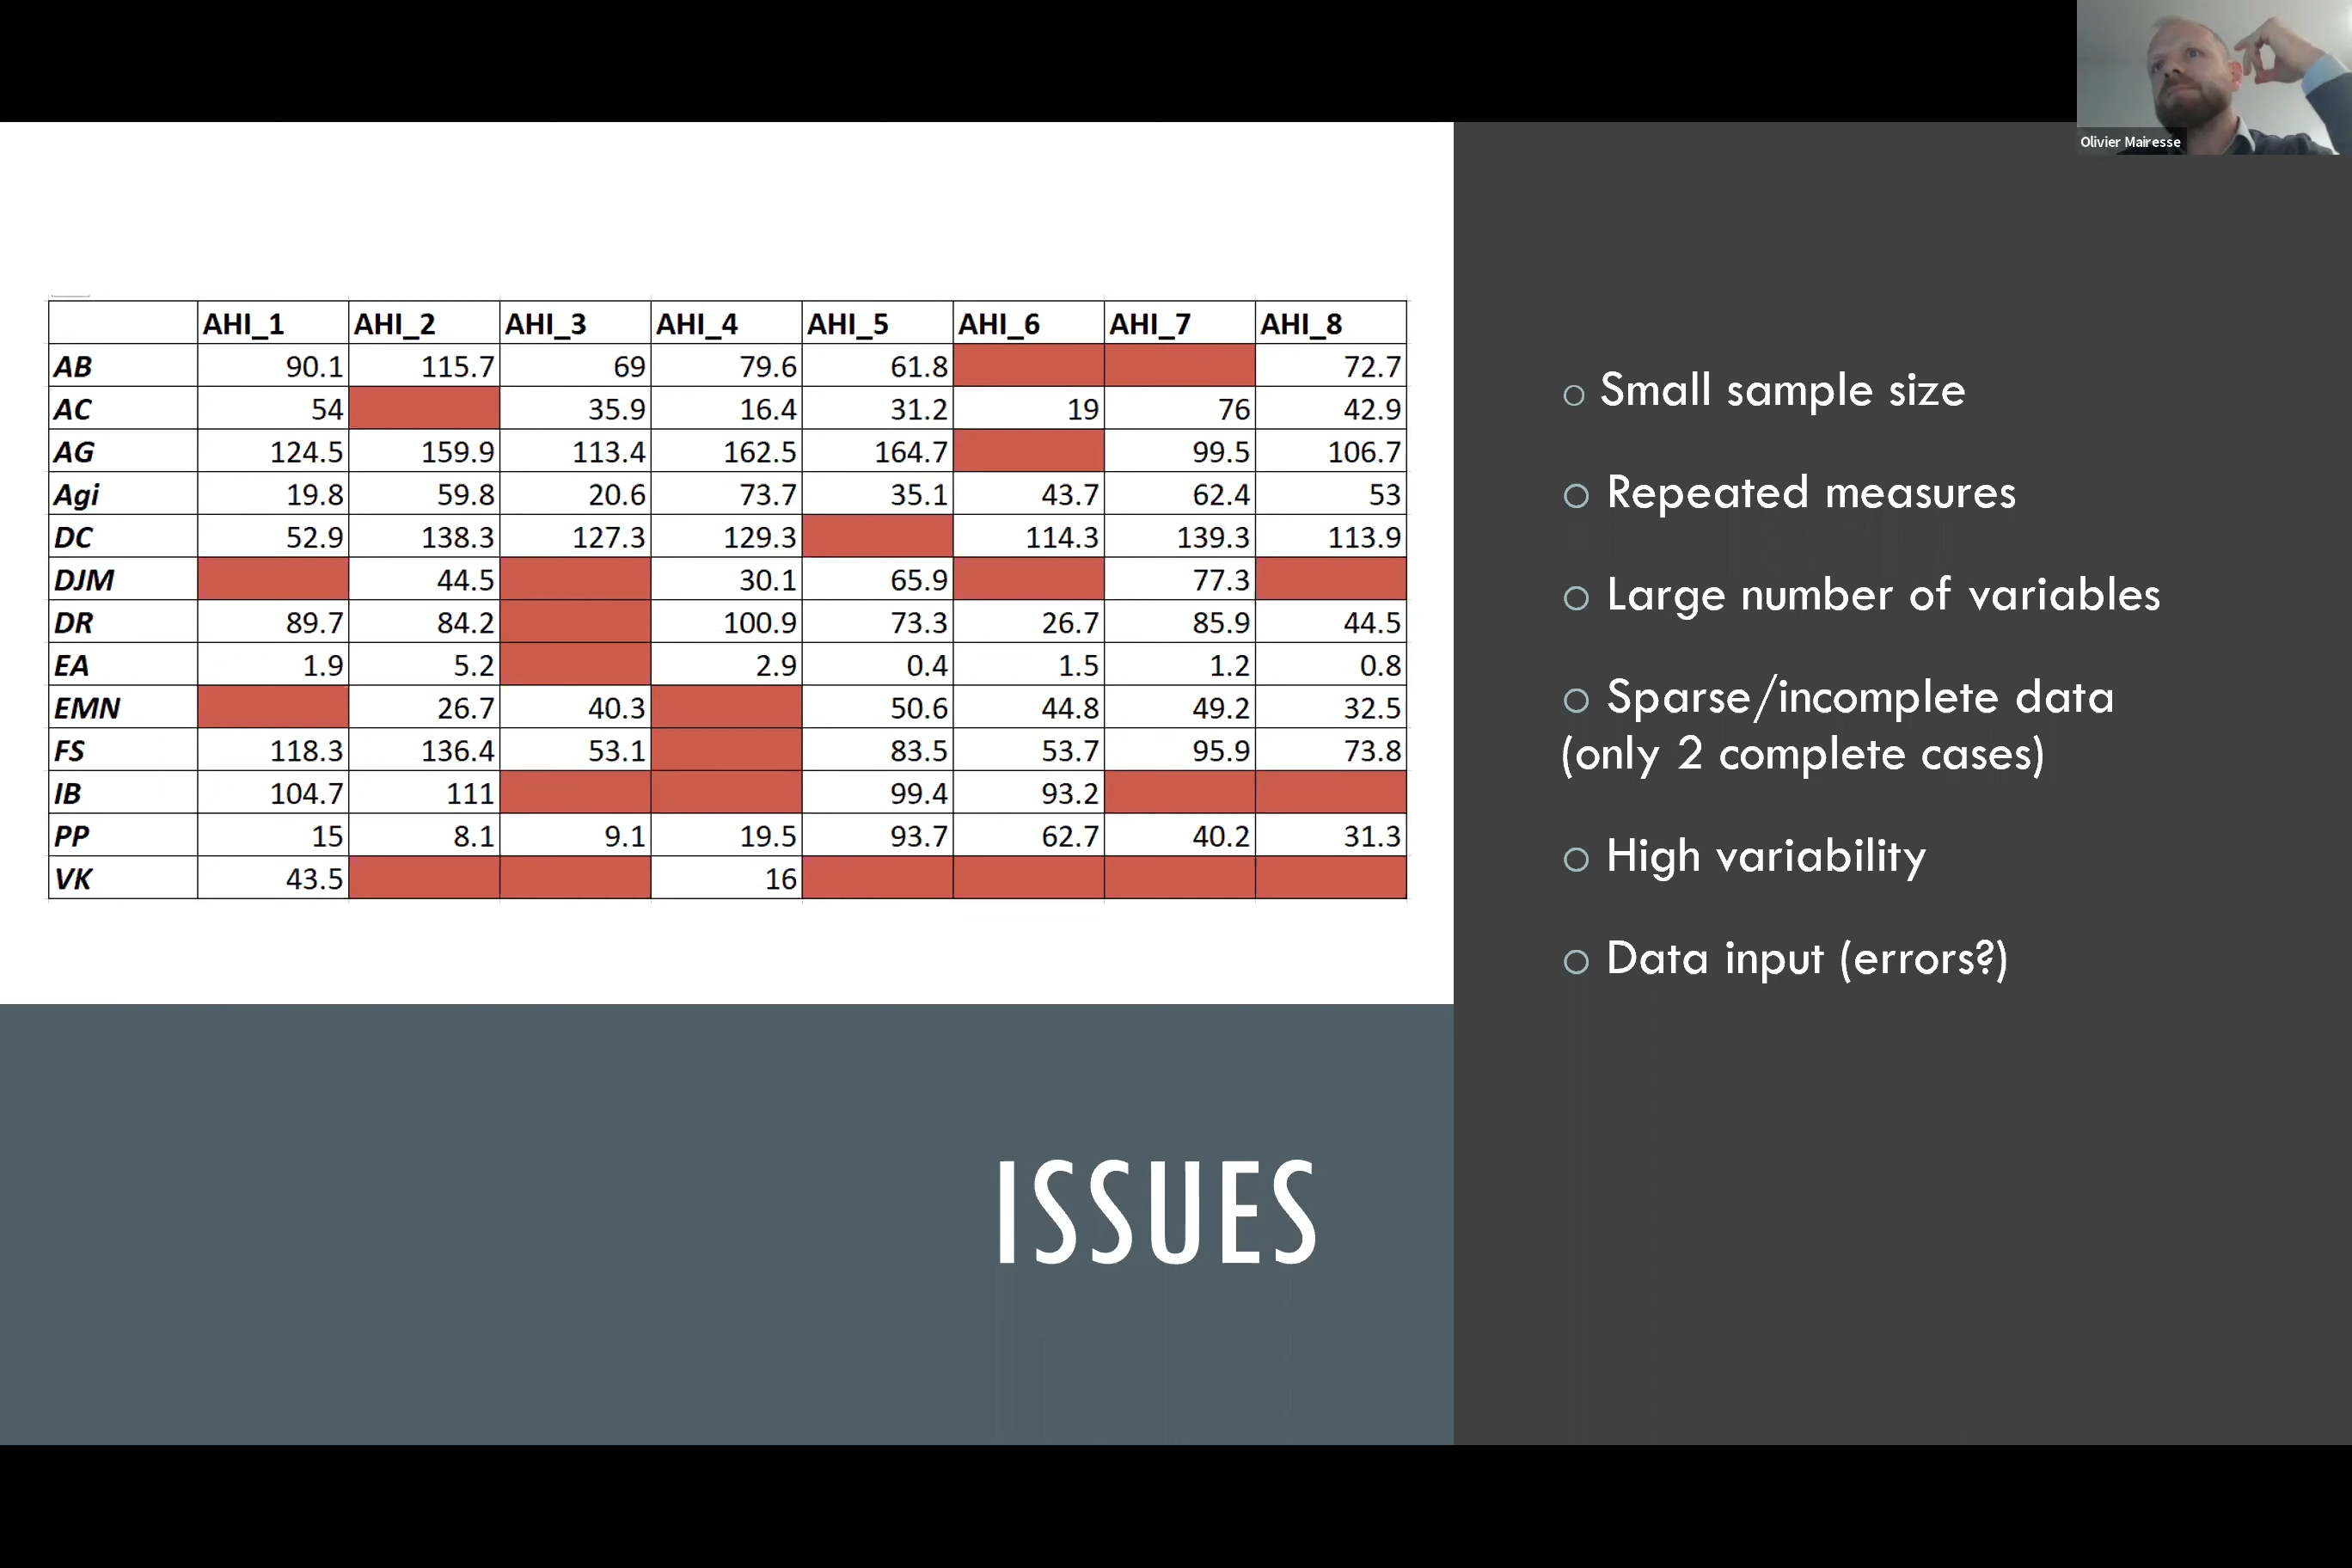 Olivier Mairesse
AHI_1 AHI_2 AHI_3 AHI_4 AHI_5 AHI_6 AHI_7 AHI_8
AB 90.1 115.7 69 79.6 61.8 72.7
AC 54 35.9 16.4 31.2 19 76 42.9
AG 124.5 159.9 113.4 162.5 164.7 99.5 106.7
Agi 19.8 59.8 20.6 73.7 35.1 43.7 62.4 53
DC 52.9 138.3 127.3 129.3 114.3 139.3 113.9
DJM 44.5 30.1 65.9 77.3
DR 89.7 84.2 100.9 73.3 26.7 85.9 44.5
EA 1.9 5.2 2.9 0.4 1.5 1.2 0.8
EMN 26.7 40.3 50.6 44.8 49.2 32.5
FS 118.3 136.4 53.1 83.5 53.7 95.9 73.8
IB 104.7 111 99.4 93.2
PP 15 8.1 9.1 19.5 93.7 62.7 40.2 31.3
VK 43.5 16
ISSUES
Small sample size
Repeated measures
Large number of variables
Sparse/incomplete data
(only 2 complete cases)
High variability
Data input (errors?)